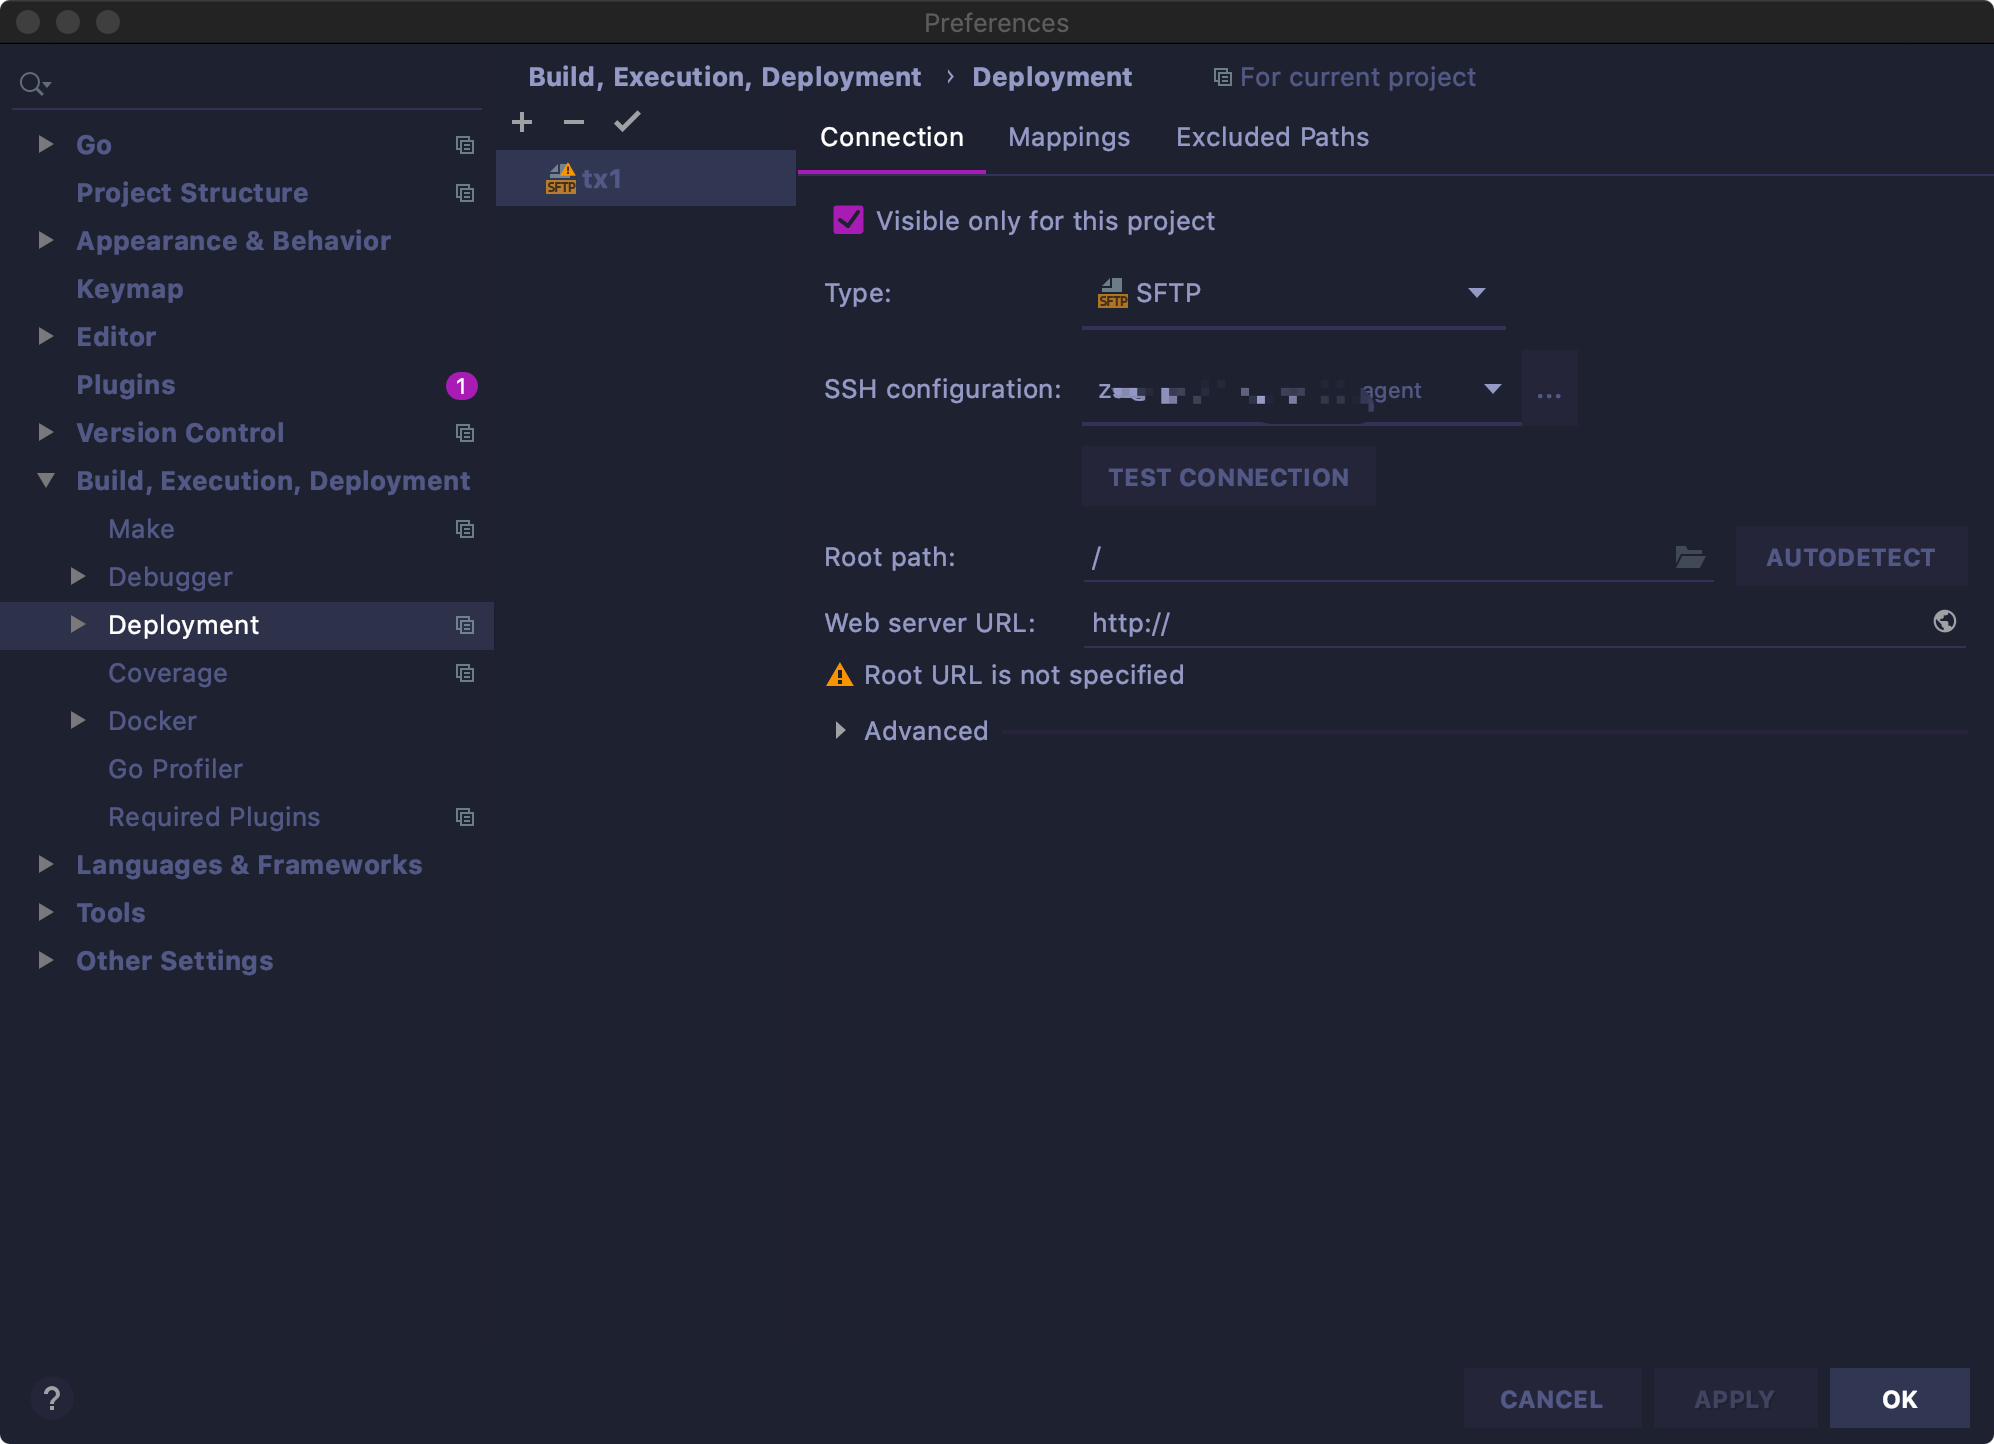 Preferences
Build, Execution, Deployment › Deployment
For current project
Go
Project Structure
Appearance & Behavior
Keymap
Editor
Plugins
1
Version Control
Build, Execution, Deployment
Make
Debugger
Deployment
Coverage
Docker
Go Profiler
Required Plugins
Languages & Frameworks
Tools
Other Settings
SFTP tx1
Connection
Mappings
Excluded Paths
Visible only for this project
Type:
SFTP SFTP
SSH configuration:
agent
...
TEST CONNECTION
Root path:
/
AUTODETECT
Web server URL:
http://
Root URL is not specified
Advanced
?
CANCEL
APPLY
OK